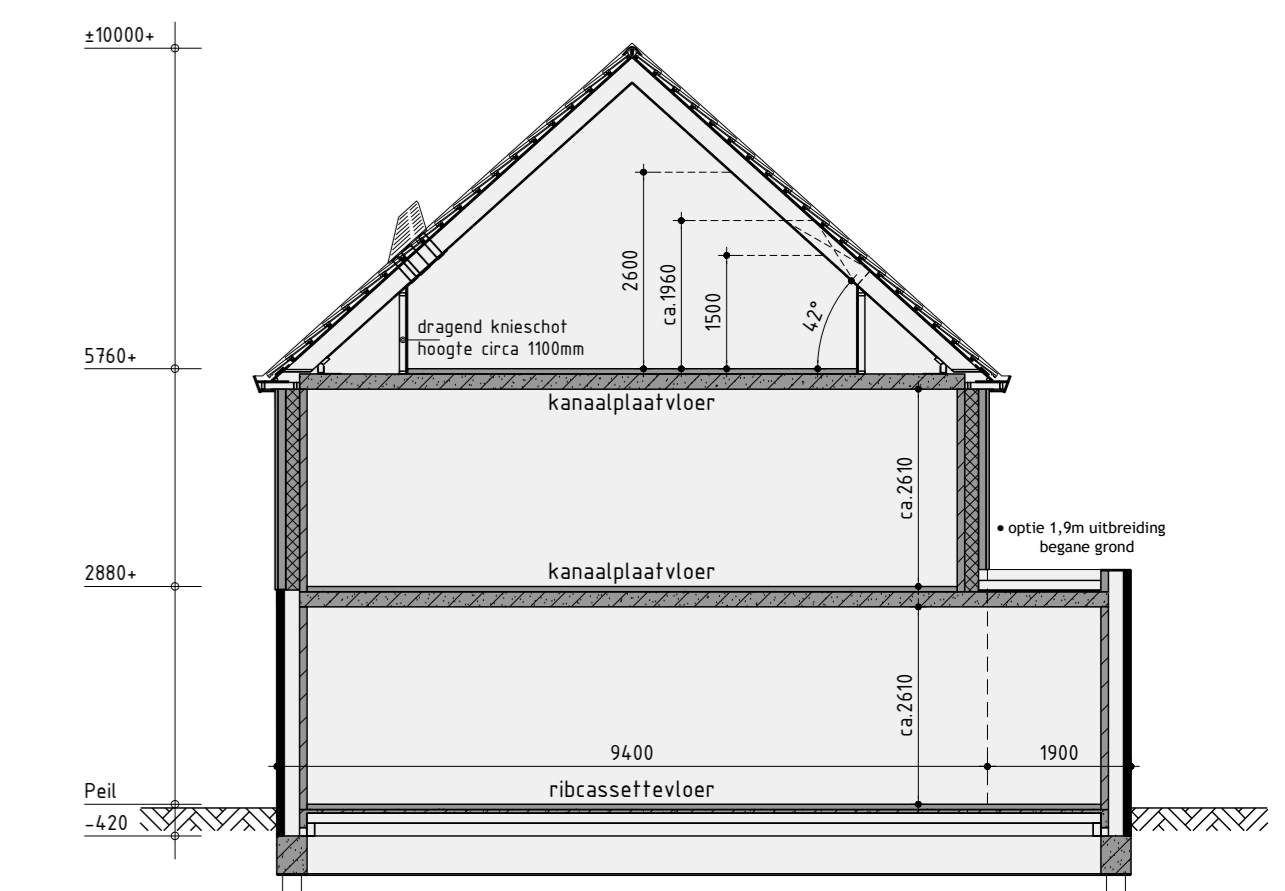 ±10000+
2600
ca.1960
1500
42°
dragend knieschot
hoogte circa 1100mm
5760+
kanaalplaatvloer
ca.2610
• optie 1,9m uitbreiding
begane grond
2880+
kanaalplaatvloer
ca.2610
9400
1900
Peil
ribcassettevloer
-420